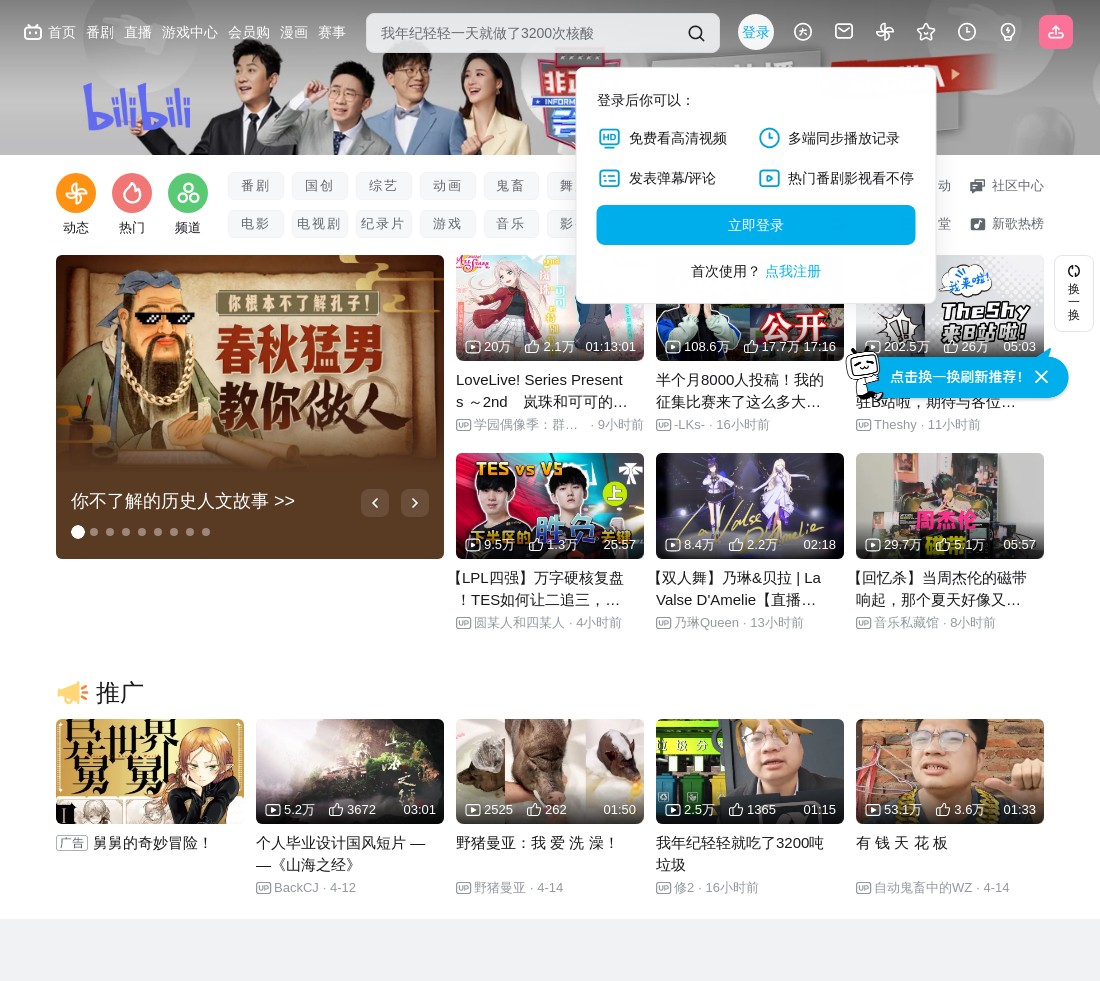 首页 番剧 直播 游戏中心 会员购 漫画 赛事
我年纪轻轻一天就做了3200次核酸
登录
bilibili
登录后你可以：
HD 免费看高清视频
多端同步播放记录
发表弹幕/评论
热门番剧影视看不停
立即登录
首次使用？ 点我注册
动态
热门
频道
番剧 国创 综艺 动画 鬼畜 舞
电影 电视剧 纪录片 游戏 音乐 影
动 社区中心
堂 新歌热榜
换一换
点击换一换刷新推荐！
你根本不了解孔子！
春秋猛男
教你做人
你不了解的历史人文故事 >>
20万 2.1万 01:13:01
LoveLive! Series Present
s ～2nd　岚珠和可可的…
UP 学园偶像季：群… · 9小时前
公开
108.6万 17.7万 17:16
半个月8000人投稿！我的
征集比赛来了这么多大…
UP -LKs- · 16小时前
我来啦!
TheShy
来B站啦!
202.5万 26万 05:03
驻B站啦，期待与各位…
UP Theshy · 11小时前
TES vs VS
上
胜负
下半区的 关键
9.5万 1.3万 25:57
【LPL四强】万字硬核复盘
！TES如何让二追三，…
UP 圆某人和四某人 · 4小时前
La Valse D'Amelie
8.4万 2.2万 02:18
【双人舞】乃琳&贝拉 | La
Valse D'Amelie【直播…
UP 乃琳Queen · 13小时前
周杰伦
磁带
29.7万 5.1万 05:57
【回忆杀】当周杰伦的磁带
响起，那个夏天好像又…
UP 音乐私藏馆 · 8小时前
推广
异世界
舅舅
广告 舅舅的奇妙冒险！
5.2万 3672 03:01
个人毕业设计国风短片 —
—《山海之经》
UP BackCJ · 4-12
2525 262 01:50
野猪曼亚：我 爱 洗 澡！
UP 野猪曼亚 · 4-14
垃圾分
2.5万 1365 01:15
我年纪轻轻就吃了3200吨
垃圾
UP 修2 · 16小时前
53.1万 3.6万 01:33
有 钱 天 花 板
UP 自动鬼畜中的WZ · 4-14